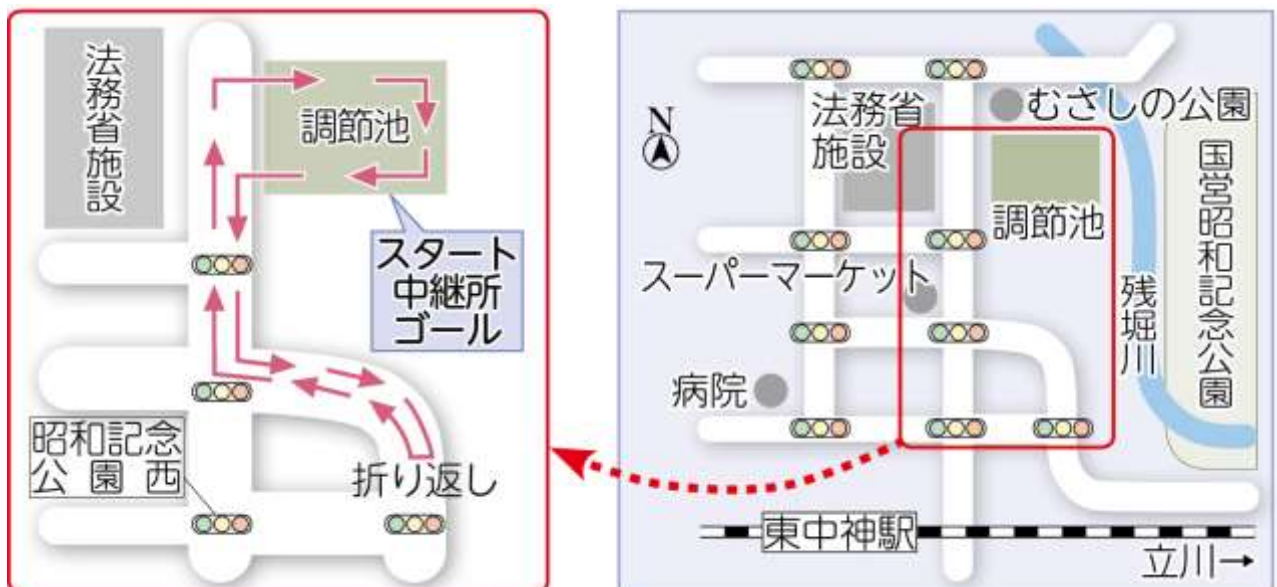 法務省施設
調節池
スタート
中継所
ゴール
昭和記念
公園西
折り返し
N
法務省
施設
むさしの公園
調節池
スーパーマーケット
残堀川
国営昭和記念公園
病院
東中神駅
立川→